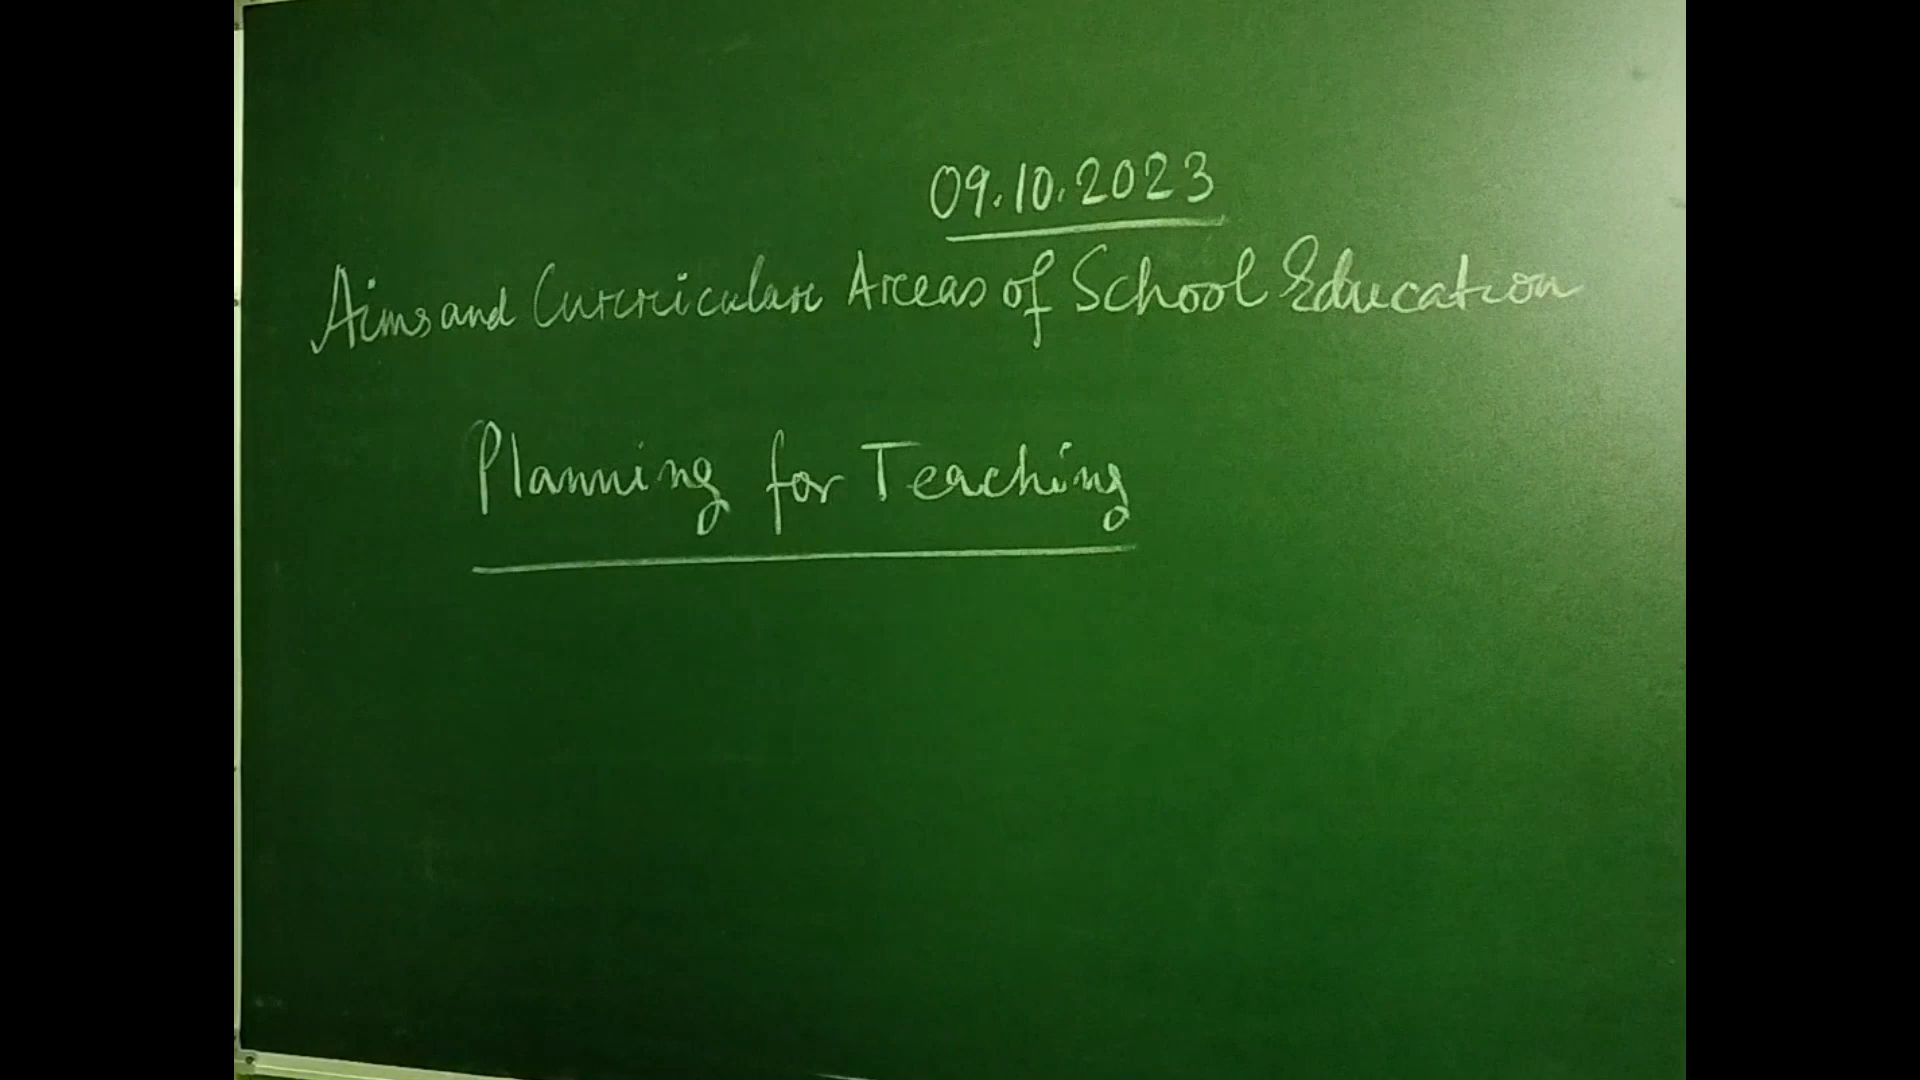 09.10.2023
Aims and Curricular Areas of School Education
Planning for Teaching